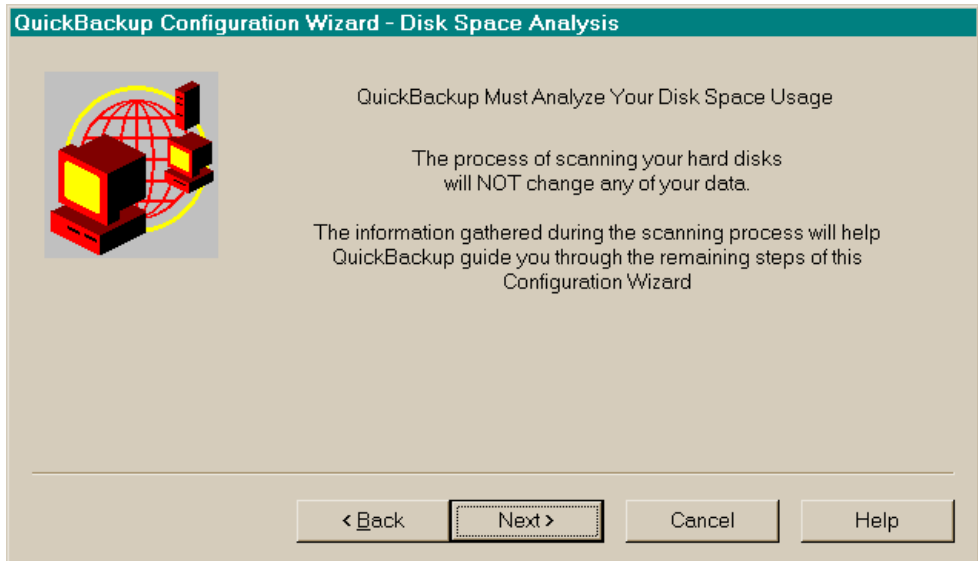 QuickBackup Configuration Wizard - Disk Space Analysis
QuickBackup Must Analyze Your Disk Space Usage
The process of scanning your hard disks
will NOT change any of your data.
The information gathered during the scanning process will help
QuickBackup guide you through the remaining steps of this
Configuration Wizard
< Back
Next >
Cancel
Help